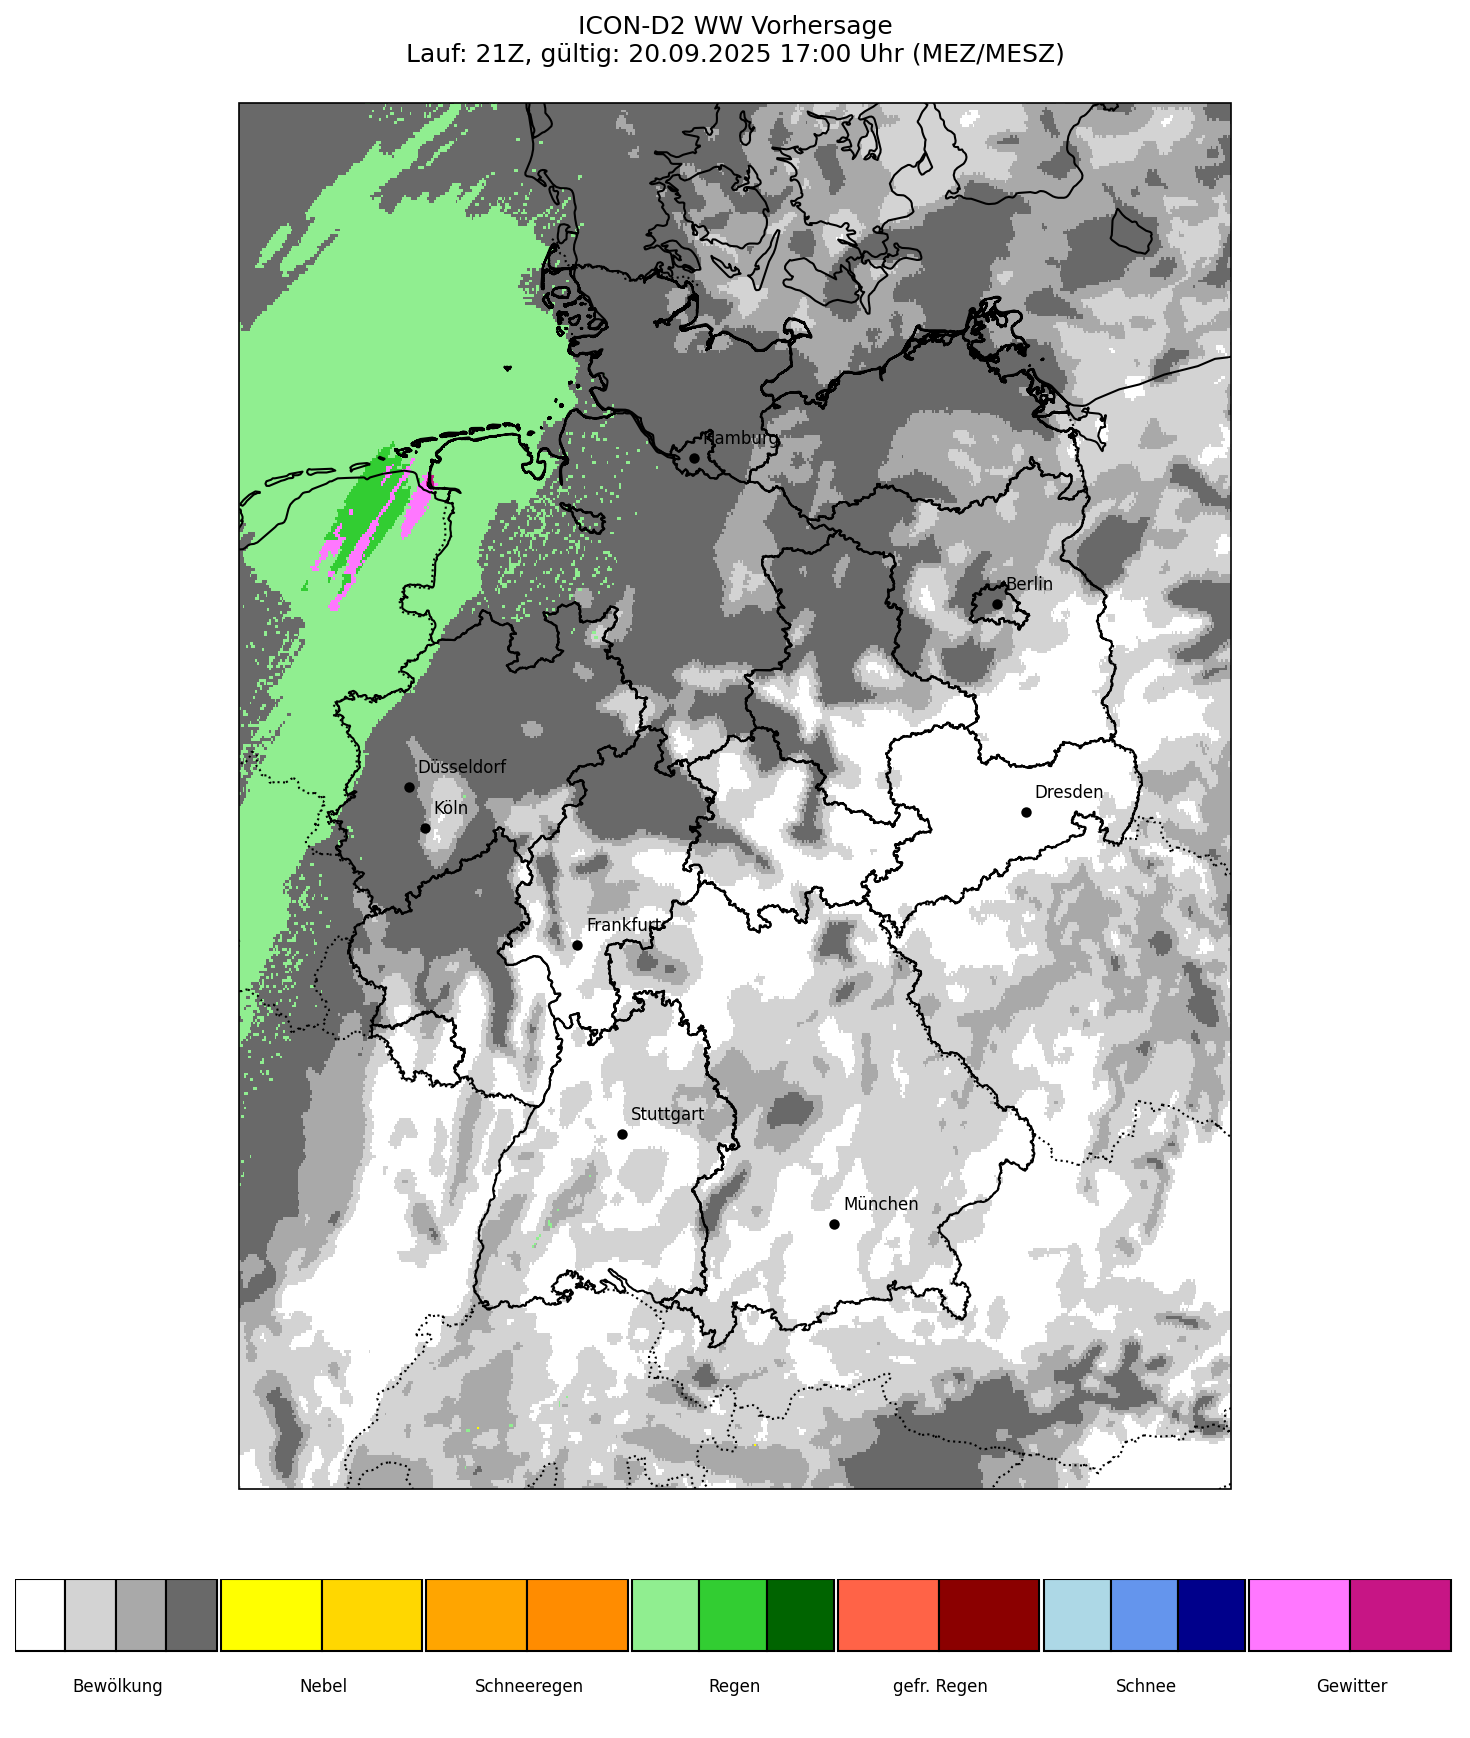 ICON-D2 WW Vorhersage
Lauf: 21Z, gültig: 20.09.2025 17:00 Uhr (MEZ/MESZ)
Hamburg
Berlin
Düsseldorf
Köln
Dresden
Frankfurt
Stuttgart
München
Bewölkung
Nebel
Schneeregen
Regen
gefr. Regen
Schnee
Gewitter